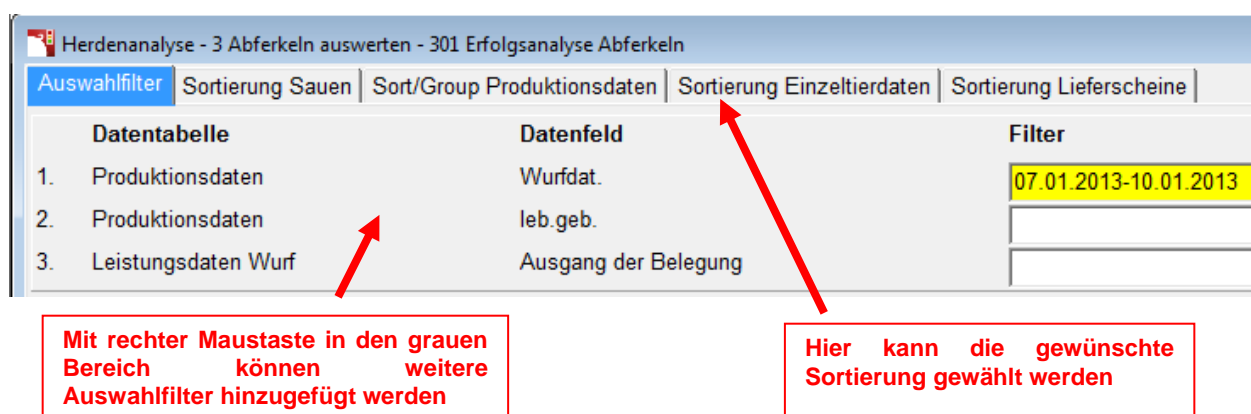 Herdenanalyse - 3 Abferkeln auswerten - 301 Erfolgsanalyse Abferkeln
Auswahlfilter Sortierung Sauen Sort/Group Produktionsdaten Sortierung Einzeltierdaten Sortierung Lieferscheine
Datentabelle Datenfeld Filter
1. Produktionsdaten Wurfdat. 07.01.2013-10.01.2013
2. Produktionsdaten leb.geb.
3. Leistungsdaten Wurf Ausgang der Belegung
Mit rechter Maustaste in den grauen
Bereich können weitere
Auswahlfilter hinzugefügt werden
Hier kann die gewünschte
Sortierung gewählt werden